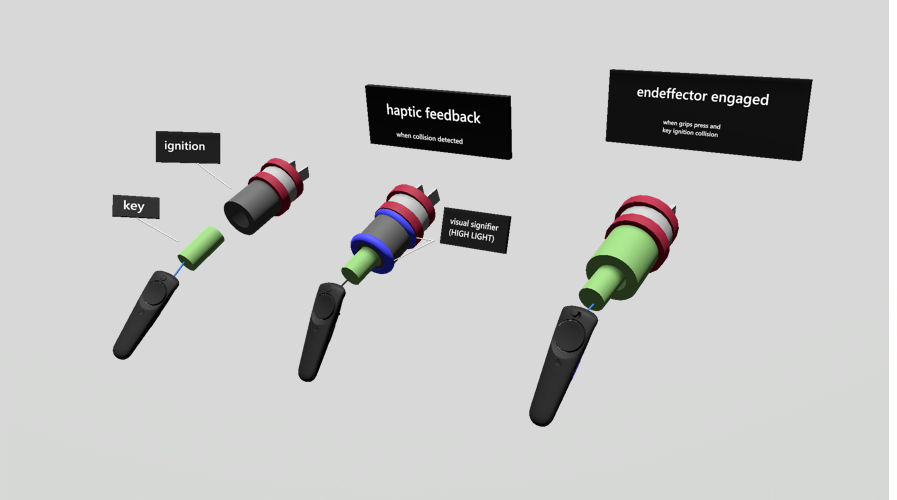 ignition
key
haptic feedback
when collision detected
visual signifier
(HIGH LIGHT)
endeffector engaged
when grips press and
key ignition collision